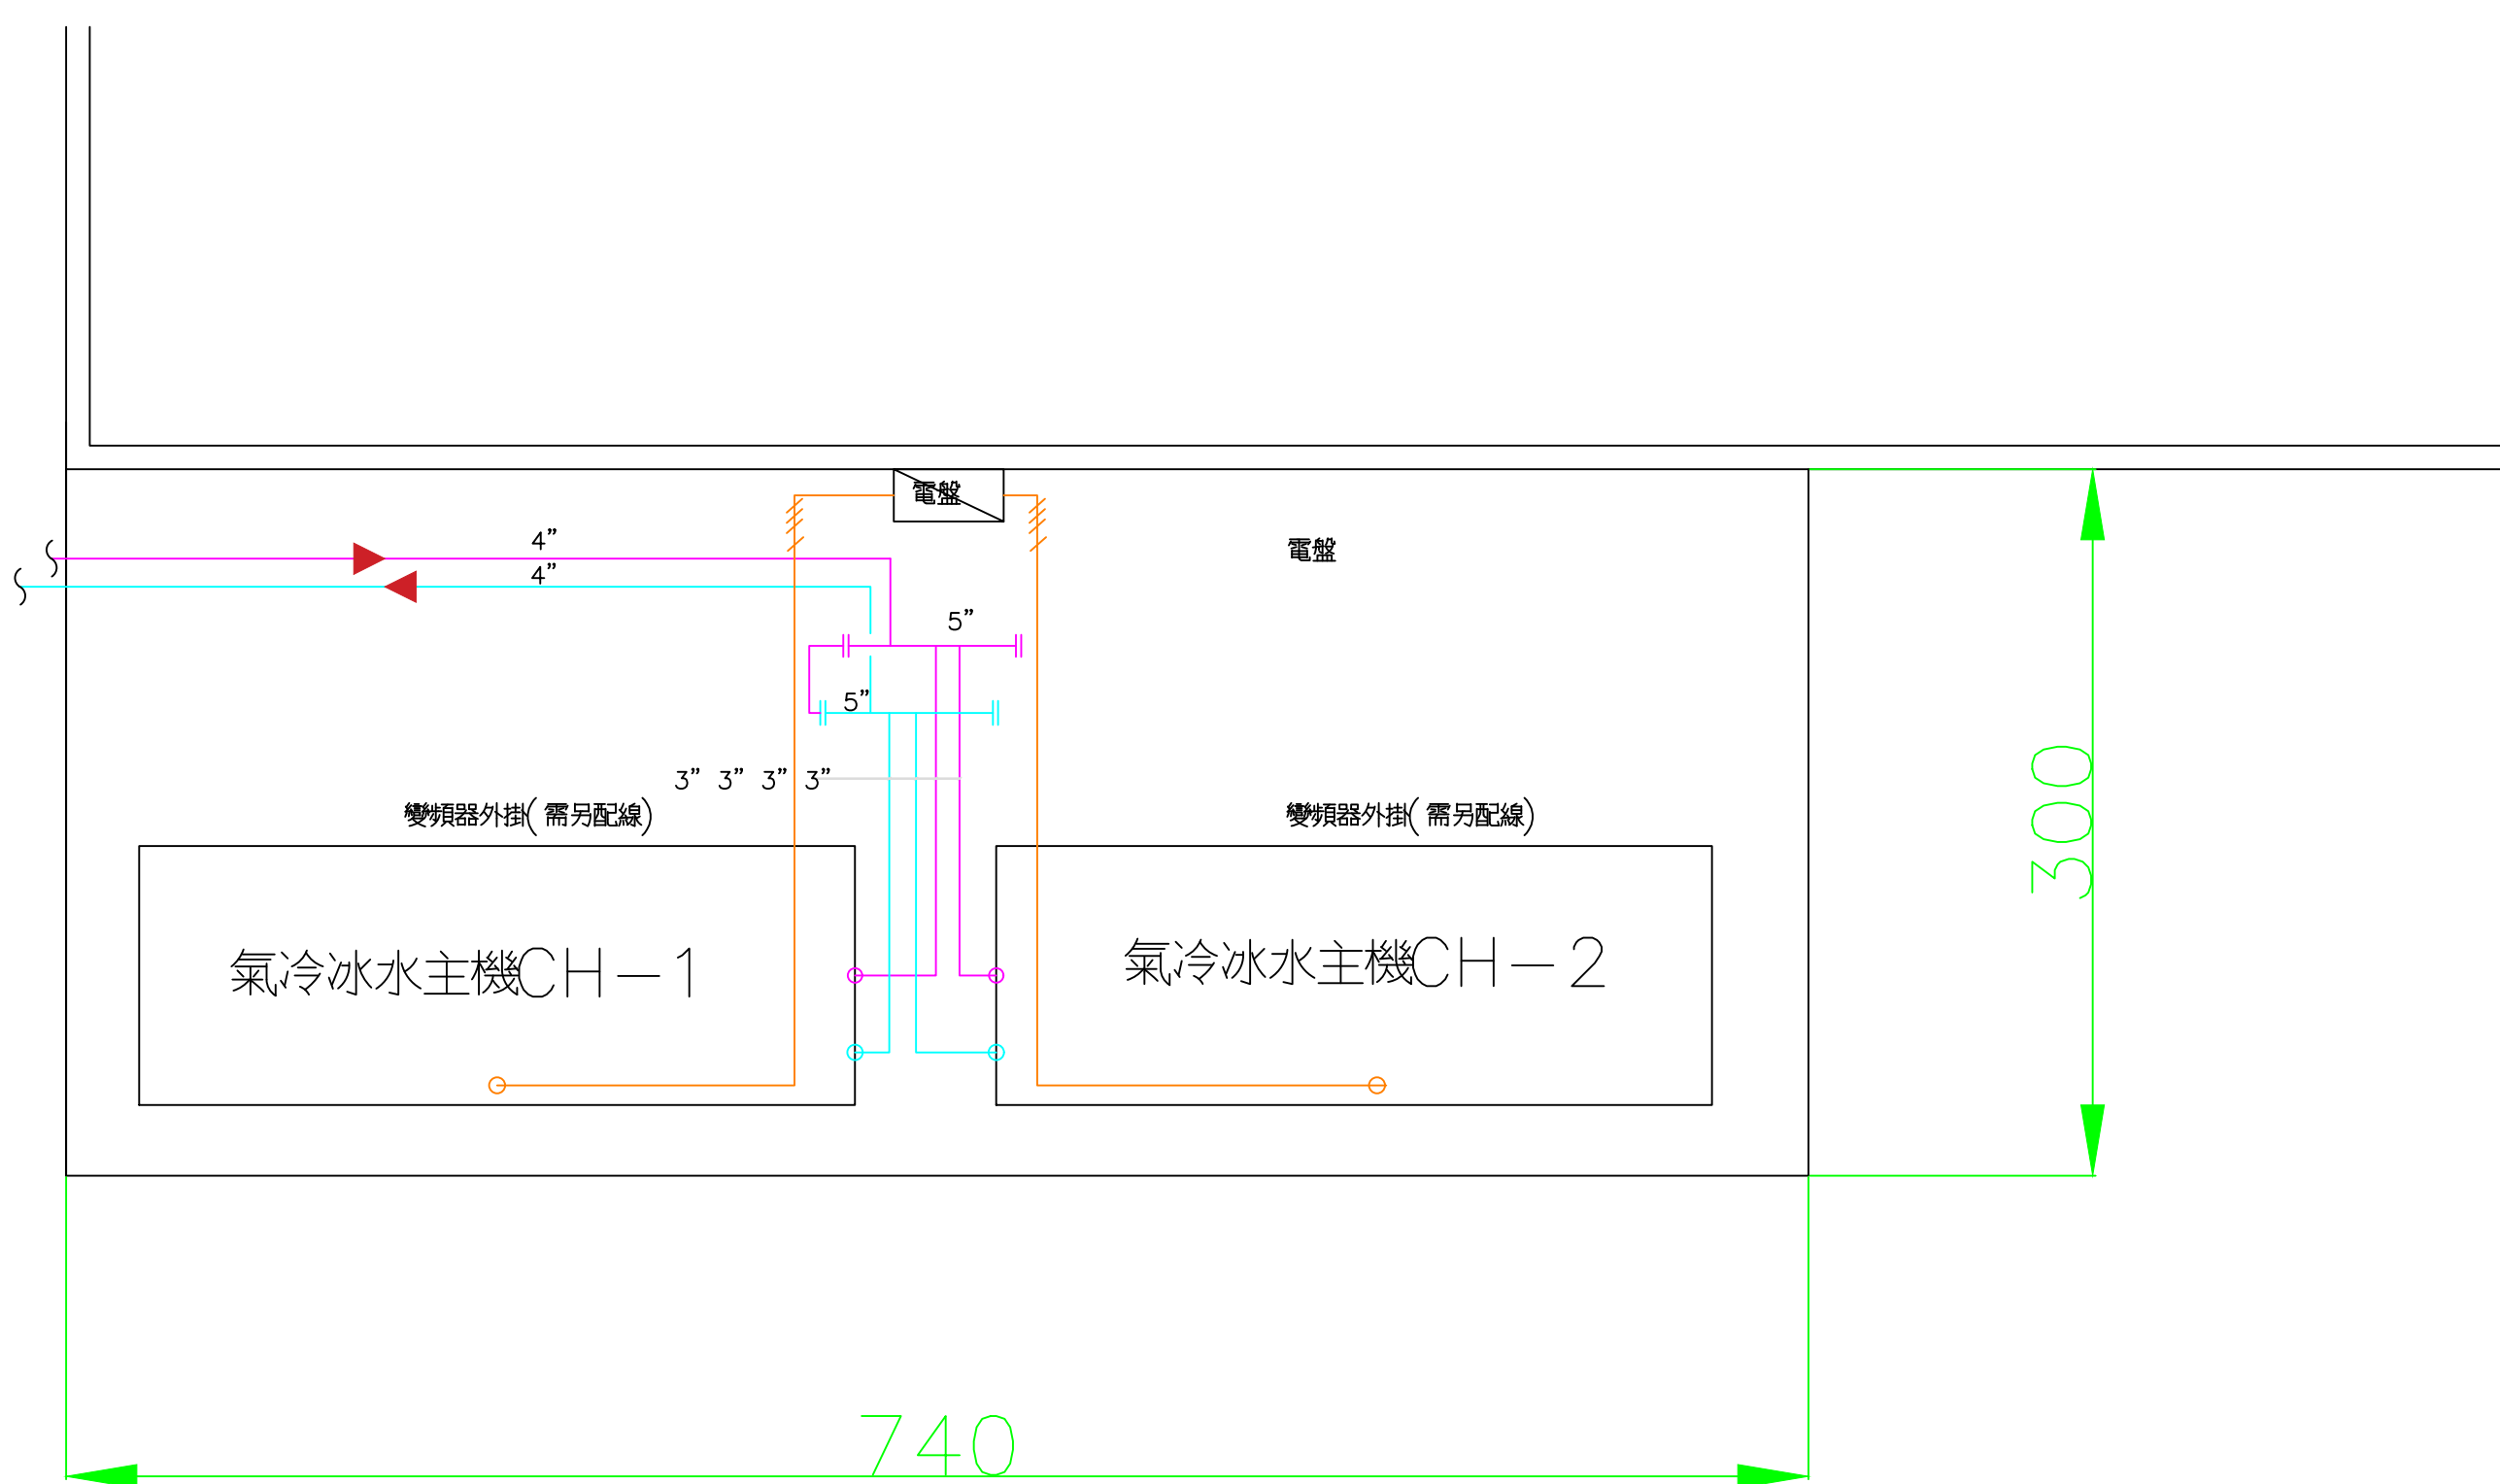 電盤
4”
電盤
4”
5”
5”
3” 3” 3” 3”
變頻器外掛(需另配線)
變頻器外掛(需另配線)
300
氣冷冰水主機CH-1
氣冷冰水主機CH-2
740